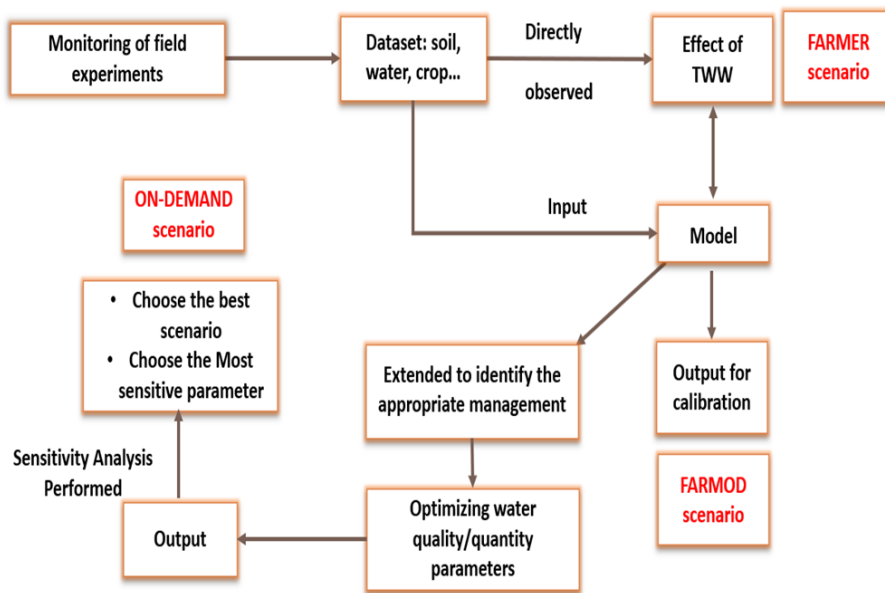 Monitoring of field
experiments
Dataset: soil,
water, crop...
Directly
observed
Effect of
TWW
FARMER
scenario
ON-DEMAND
scenario
Input
Model
• Choose the best
scenario
• Choose the Most
sensitive parameter
Extended to identify the
appropriate management
Output for
calibration
Sensitivity Analysis
Performed
FARMOD
scenario
Output
Optimizing water
quality/quantity
parameters